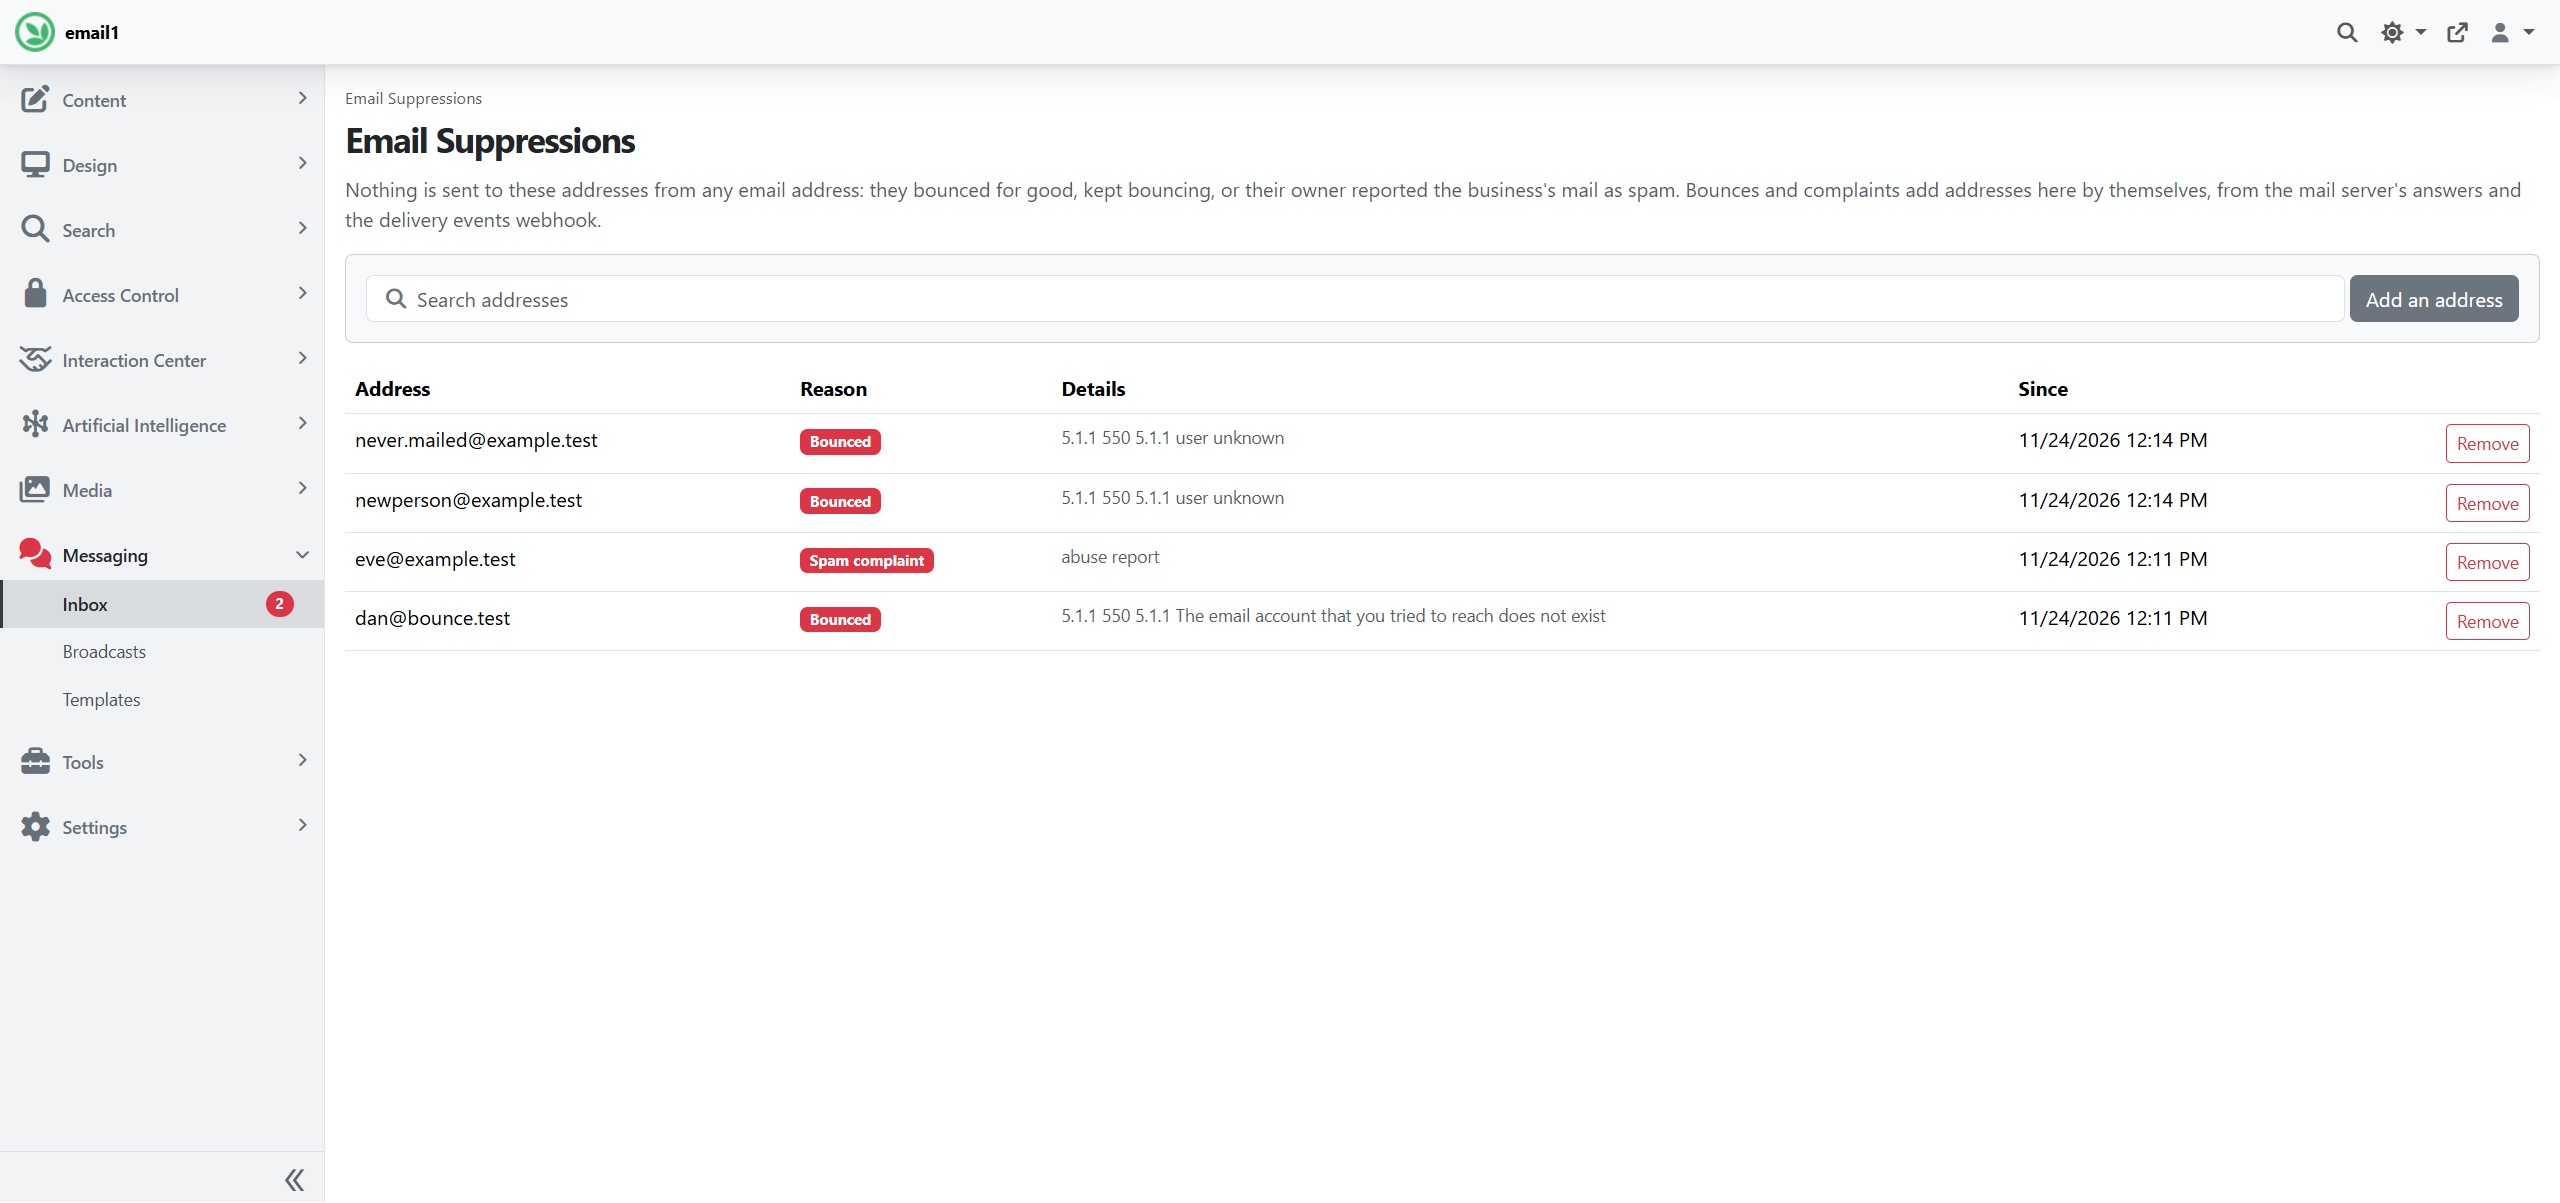 email1
Content
Design
Search
Access Control
Interaction Center
Artificial Intelligence
Media
Messaging
Inbox 2
Broadcasts
Templates
Tools
Settings
Email Suppressions
Email Suppressions
Nothing is sent to these addresses from any email address: they bounced for good, kept bouncing, or their owner reported the business's mail as spam. Bounces and complaints add addresses here by themselves, from the mail server's answers and
the delivery events webhook.
Search addresses Add an address
Address Reason Details Since
never.mailed@example.test Bounced 5.1.1 550 5.1.1 user unknown 11/24/2026 12:14 PM Remove
newperson@example.test Bounced 5.1.1 550 5.1.1 user unknown 11/24/2026 12:14 PM Remove
eve@example.test Spam complaint abuse report 11/24/2026 12:11 PM Remove
dan@bounce.test Bounced 5.1.1 550 5.1.1 The email account that you tried to reach does not exist 11/24/2026 12:11 PM Remove